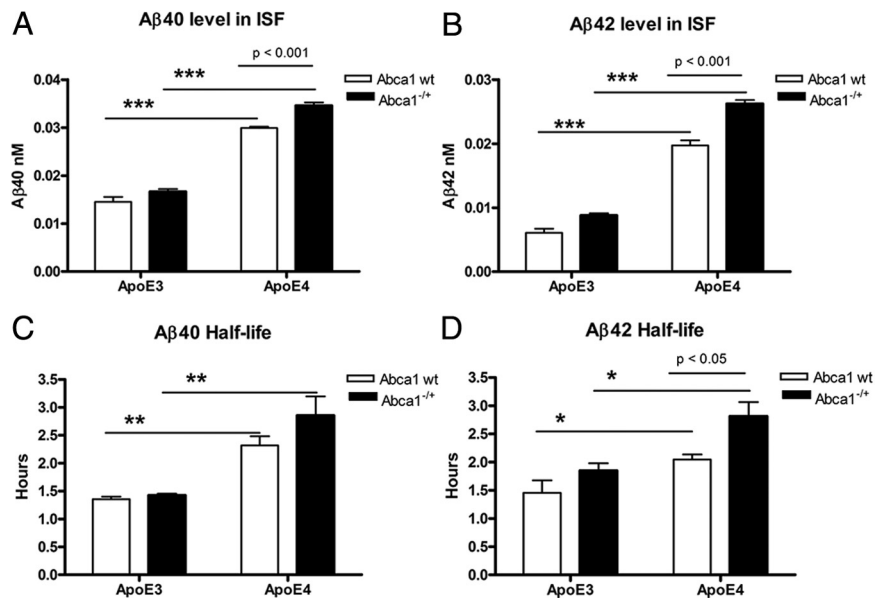 A
Aβ40 level in ISF
p < 0.001
***
***
Abca1 wt
Abca1-/+
0.04
0.03
0.02
0.01
0.00
Aβ40 nM
ApoE3 ApoE4
B
Aβ42 level in ISF
p < 0.001
***
***
Abca1 wt
Abca1-/+
0.03
0.02
0.01
0.00
Aβ42 nM
ApoE3 ApoE4
C
Aβ40 Half-life
**
**
Abca1 wt
Abca1-/+
3.5
3.0
2.5
2.0
1.5
1.0
0.5
0.0
Hours
ApoE3 ApoE4
D
Aβ42 Half-life
p < 0.05
*
*
Abca1 wt
Abca1-/+
3.5
3.0
2.5
2.0
1.5
1.0
0.5
0.0
Hours
ApoE3 ApoE4